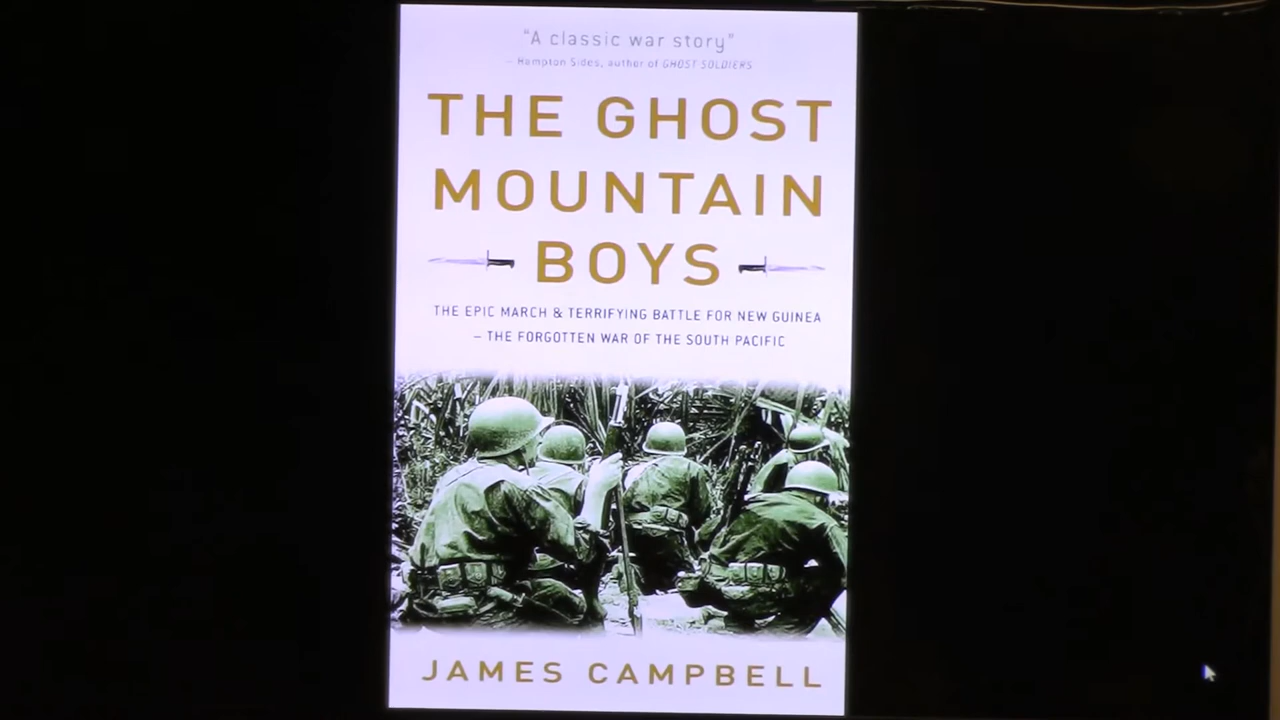 "A classic war story"
– Hampton Sides, author of GHOST SOLDIERS
THE GHOST
MOUNTAIN
BOYS
THE EPIC MARCH & TERRIFYING BATTLE FOR NEW GUINEA
– THE FORGOTTEN WAR OF THE SOUTH PACIFIC
JAMES CAMPBELL